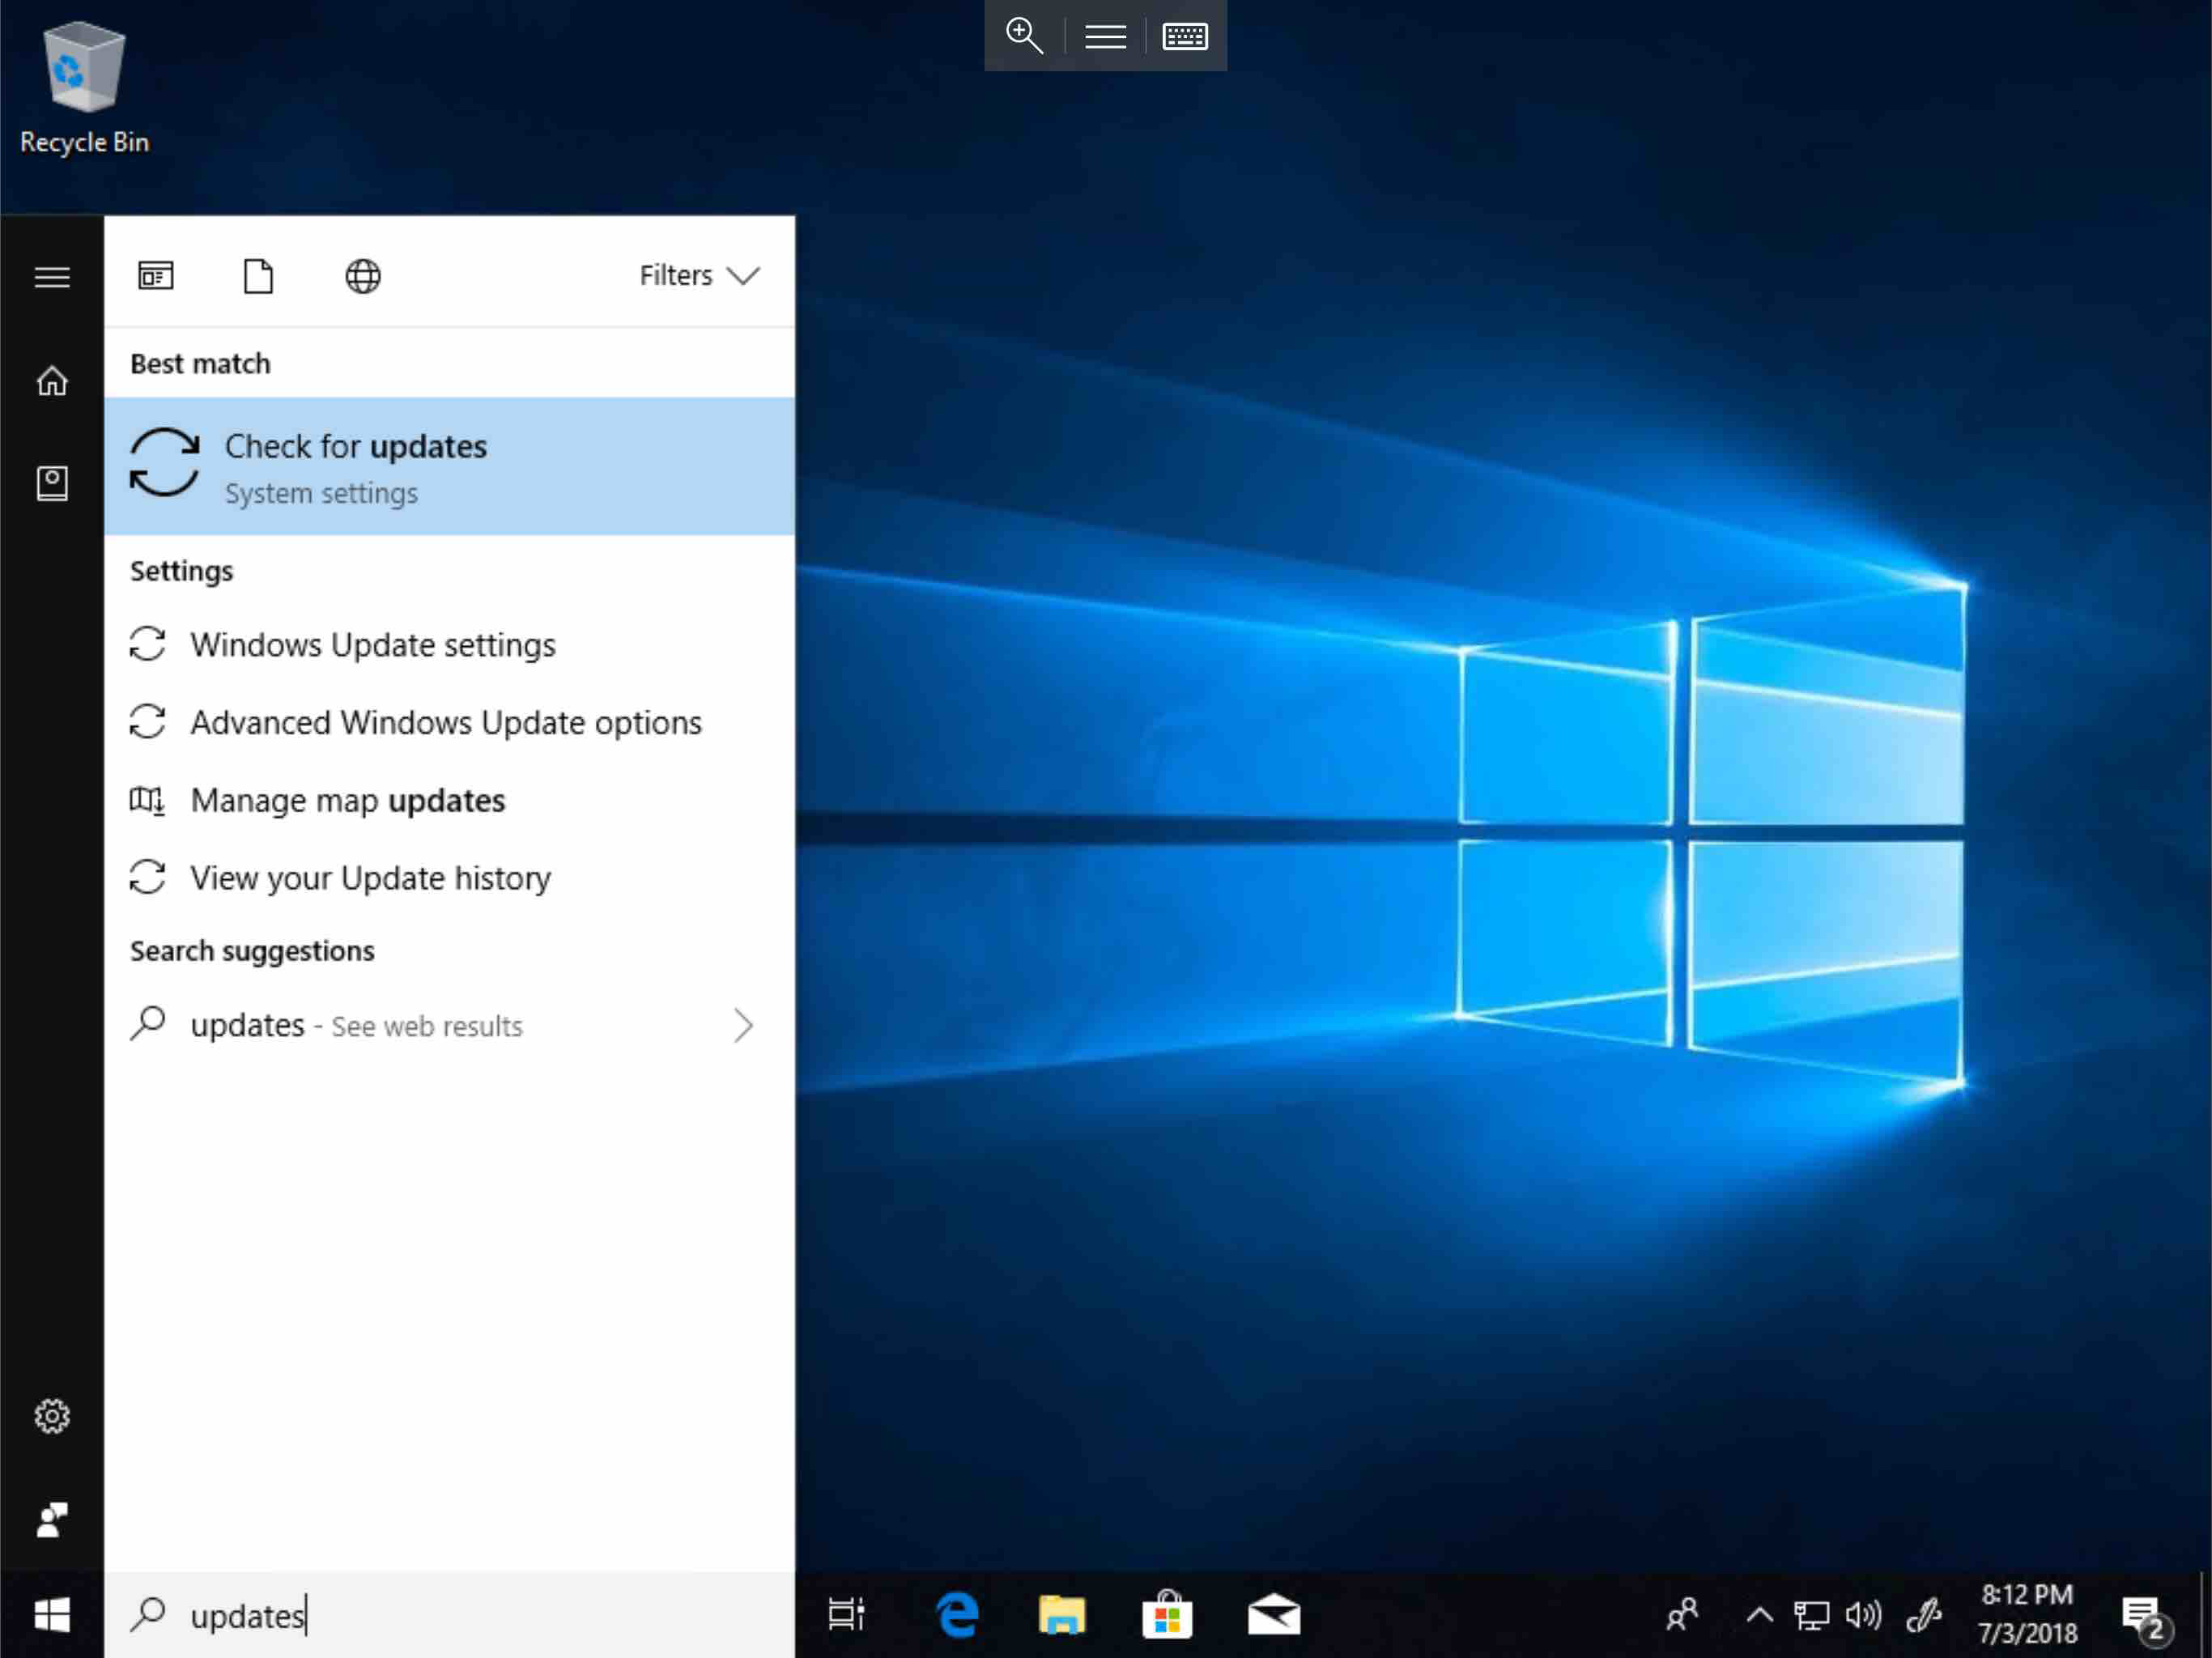 Recycle Bin
Filters
Best match
Check for updates
System settings
Settings
Windows Update settings
Advanced Windows Update options
Manage map updates
View your Update history
Search suggestions
updates - See web results
updates
8:12 PM
7/3/2018
2